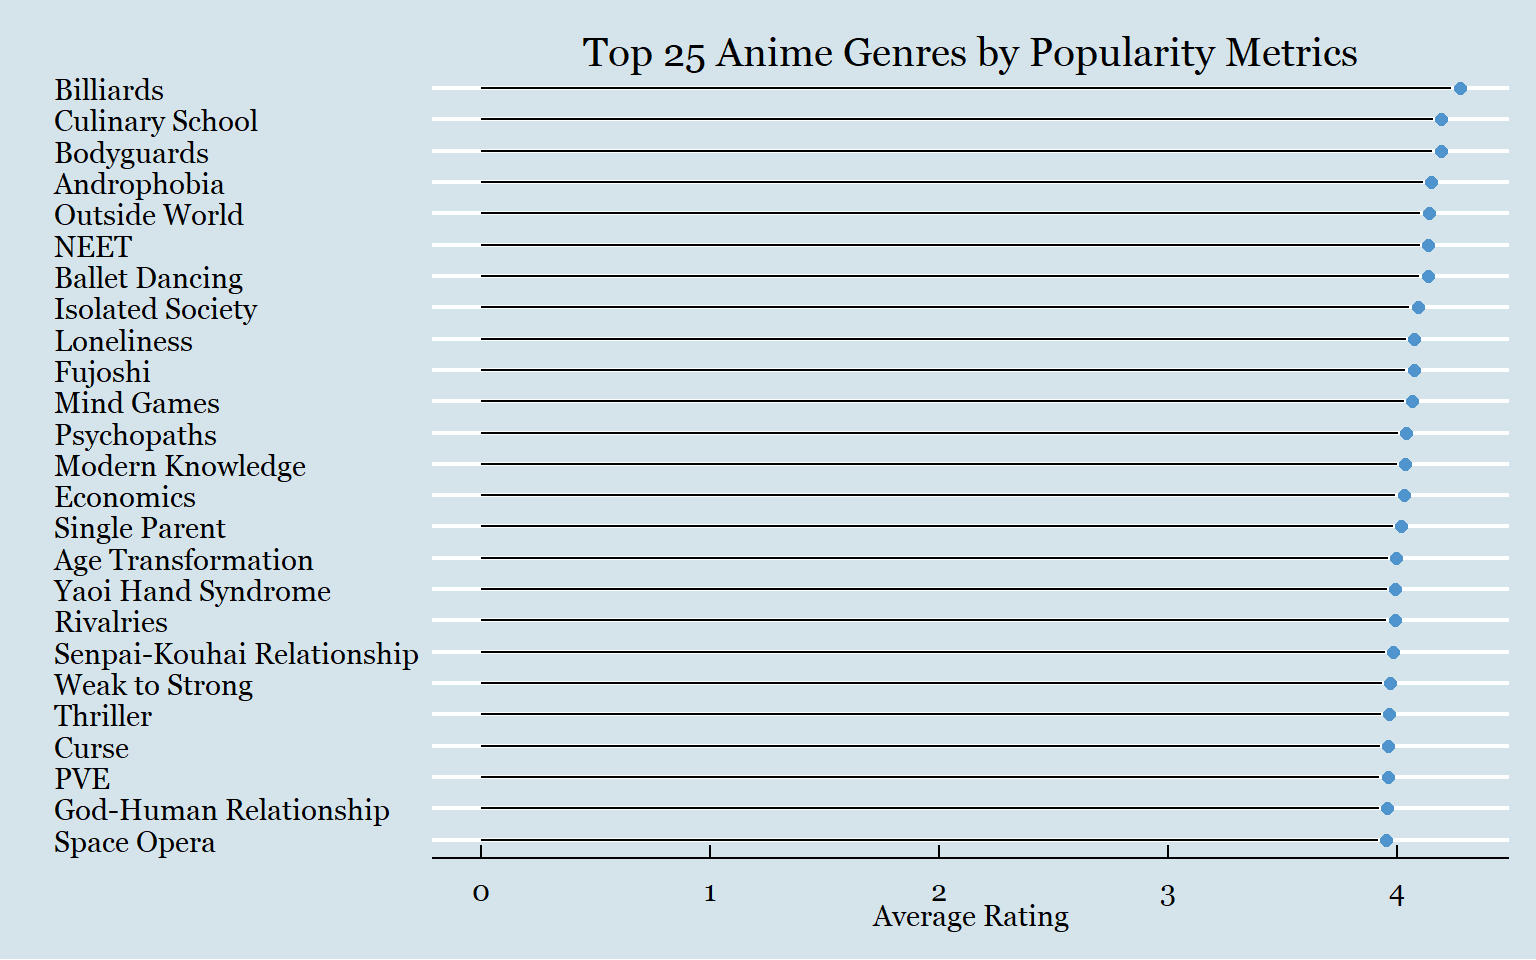 Top 25 Anime Genres by Popularity Metrics
Billiards
Culinary School
Bodyguards
Androphobia
Outside World
NEET
Ballet Dancing
Isolated Society
Loneliness
Fujoshi
Mind Games
Psychopaths
Modern Knowledge
Economics
Single Parent
Age Transformation
Yaoi Hand Syndrome
Rivalries
Senpai-Kouhai Relationship
Weak to Strong
Thriller
Curse
PVE
God-Human Relationship
Space Opera
0 1 2 3 4
Average Rating